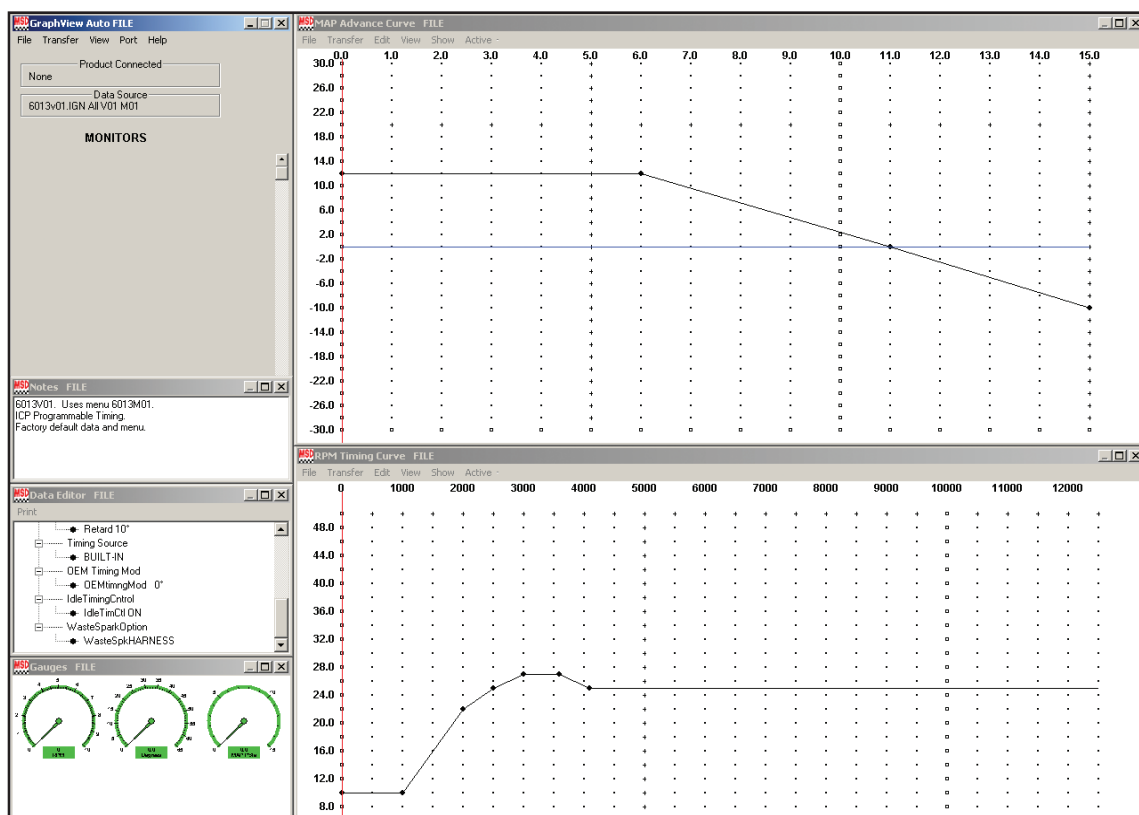 MSD GraphView Auto FILE
File Transfer View Port Help
Product Connected
None
Data Source
6013v01.IGN All V01 M01
MONITORS
MSD Notes FILE
6013V01. Uses menu 6013M01.
ICP Programmable Timing.
Factory default data and menu.
MSD Data Editor FILE
Print
Retard 10°
Timing Source
BUILT-IN
OEM Timing Mod
OEMtimngMod 0°
IdleTimingCntrol
IdleTimCtl ON
WasteSparkOption
WasteSpkHARNESS
MSD Gauges FILE
MSD MAP Advance Curve FILE
File Transfer Edit View Show Active -
0.0 1.0 2.0 3.0 4.0 5.0 6.0 7.0 8.0 9.0 10.0 11.0 12.0 13.0 14.0 15.0
30.0
26.0
22.0
18.0
14.0
10.0
6.0
2.0
-2.0
-6.0
-10.0
-14.0
-18.0
-22.0
-26.0
-30.0
MSD RPM Timing Curve FILE
File Transfer Edit View Show Active -
0 1000 2000 3000 4000 5000 6000 7000 8000 9000 10000 11000 12000
48.0
44.0
40.0
36.0
32.0
28.0
24.0
20.0
16.0
12.0
8.0